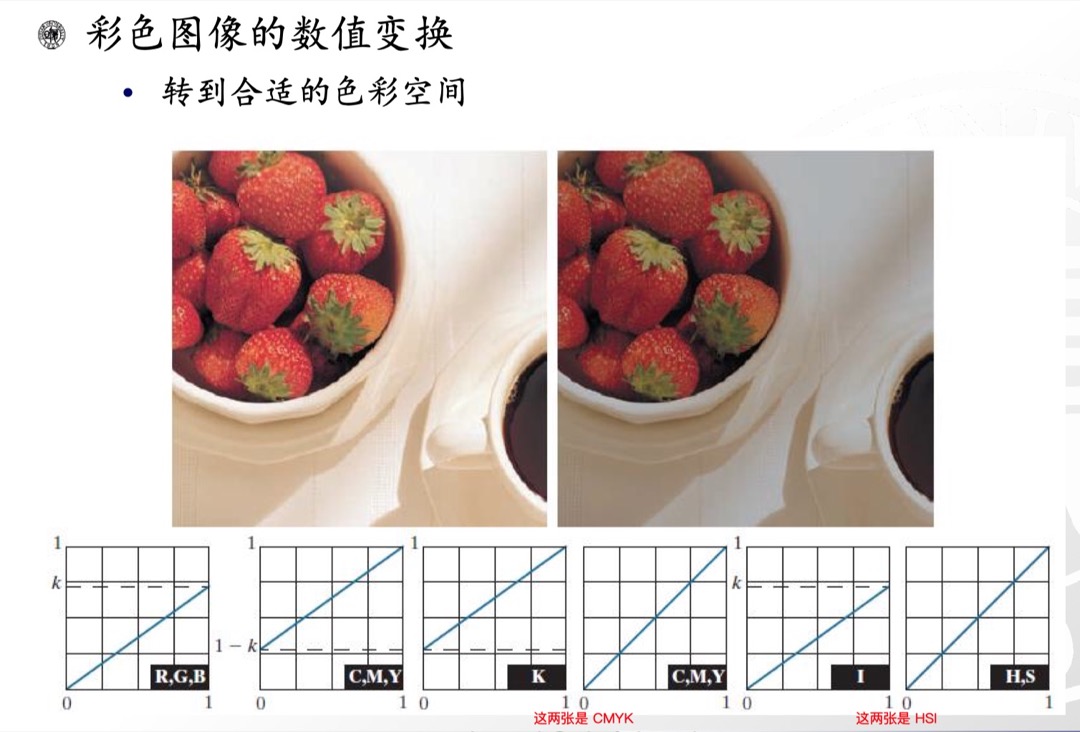 彩色图像的数值变换
• 转到合适的色彩空间
1
k
R,G,B
0 1
1
1 − k
C,M,Y
0 1
1
K
0 1
C,M,Y
0 1
1
k
I
0 1
H,S
0 1
这两张是 CMYK
这两张是 HSI